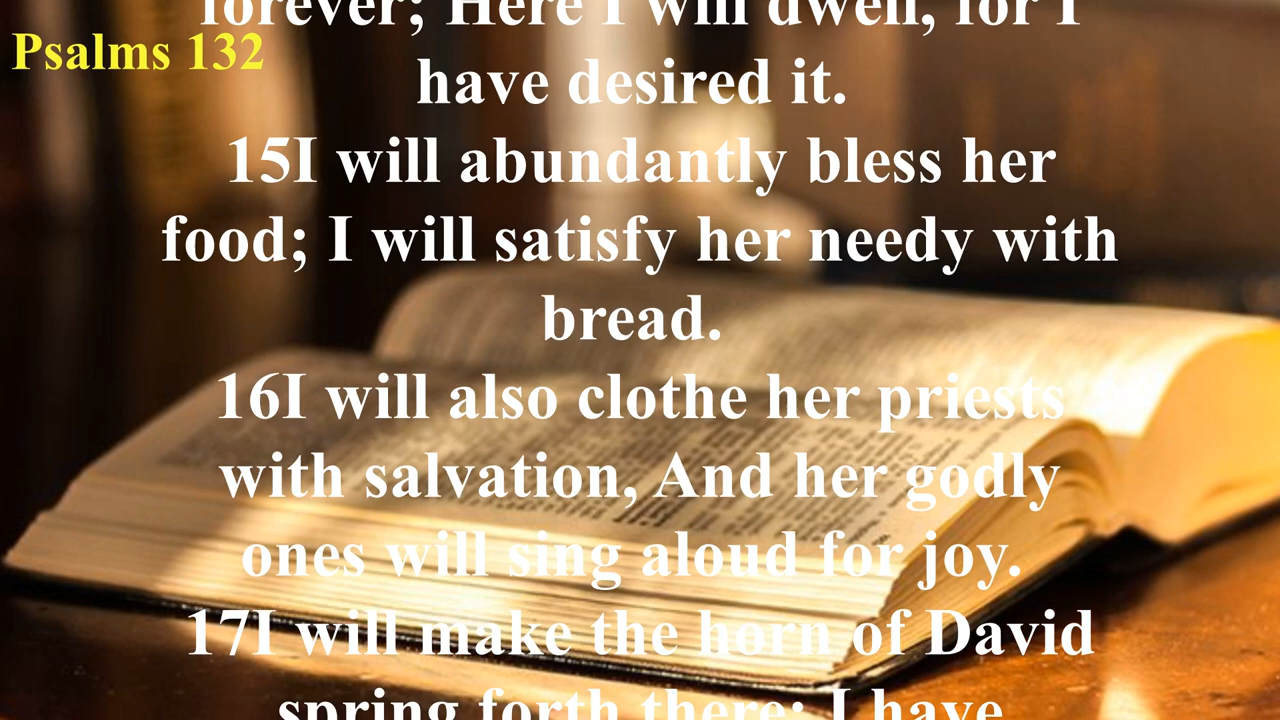 forever; Here I will dwell, for I
Psalms 132
have desired it.
15I will abundantly bless her
food; I will satisfy her needy with
bread.
16I will also clothe her priests
with salvation, And her godly
ones will sing aloud for joy.
17I will make the horn of David
spring forth there; I have